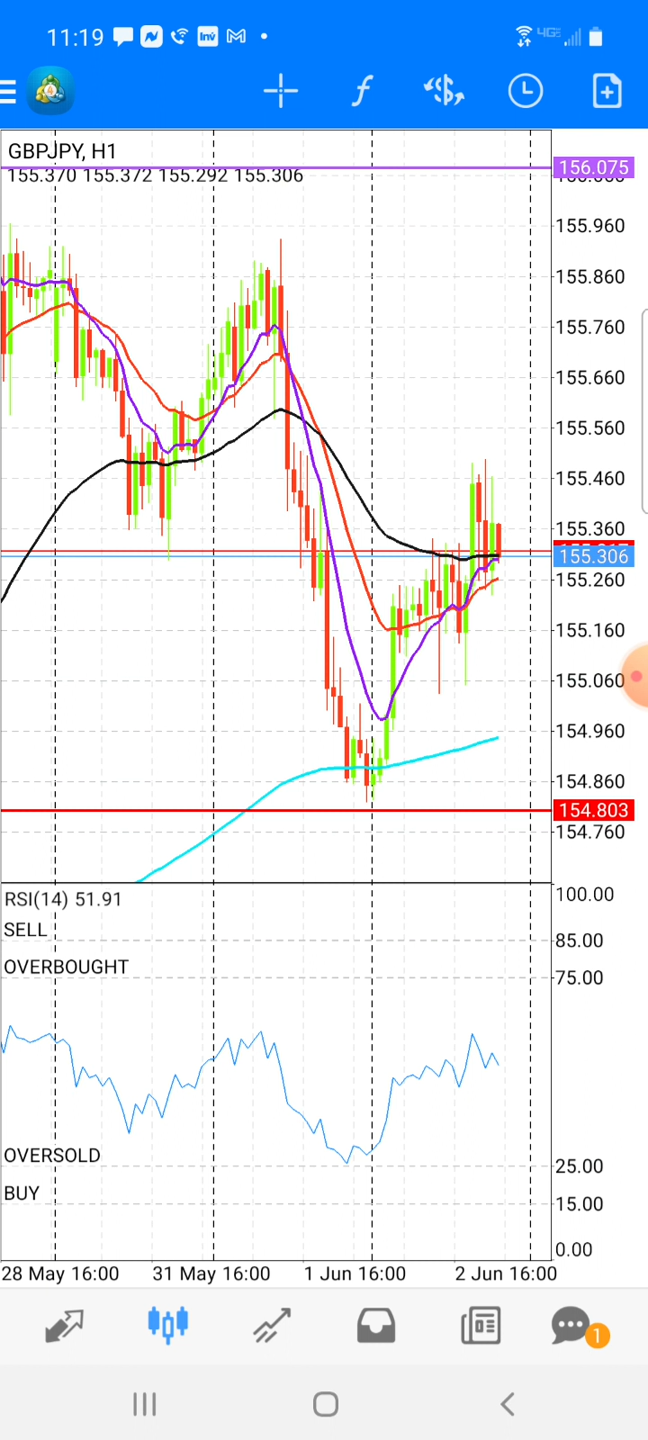 11:19
4GE
GBPJPY, H1
155.370 155.372 155.292 155.306
156.075
155.960
155.860
155.760
155.660
155.560
155.460
155.360
155.306
155.260
155.160
155.060
154.960
154.860
154.803
154.760
RSI(14) 51.91
100.00
SELL
85.00
OVERBOUGHT
75.00
OVERSOLD
25.00
BUY
15.00
0.00
28 May 16:00 31 May 16:00 1 Jun 16:00 2 Jun 16:00
1